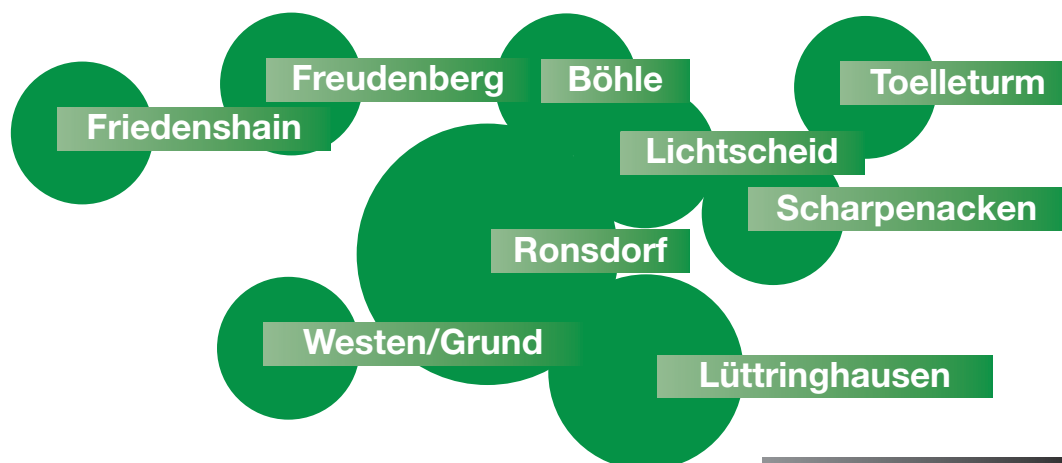 Freudenberg
Böhle
Toelleturm
Friedenshain
Lichtscheid
Scharpenacken
Ronsdorf
Westen/Grund
Lüttringhausen